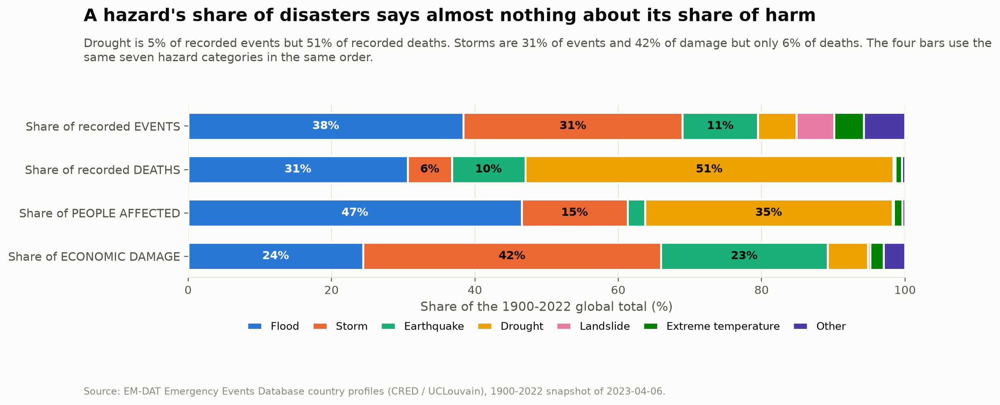 A hazard's share of disasters says almost nothing about its share of harm
Drought is 5% of recorded events but 51% of recorded deaths. Storms are 31% of events and 42% of damage but only 6% of deaths. The four bars use the
same seven hazard categories in the same order.
Share of recorded EVENTS 38% 31% 11%
Share of recorded DEATHS 31% 6% 10% 51%
Share of PEOPLE AFFECTED 47% 15% 35%
Share of ECONOMIC DAMAGE 24% 42% 23%
0 20 40 60 80 100
Share of the 1900-2022 global total (%)
Flood Storm Earthquake Drought Landslide Extreme temperature Other
Source: EM-DAT Emergency Events Database country profiles (CRED / UCLouvain), 1900-2022 snapshot of 2023-04-06.